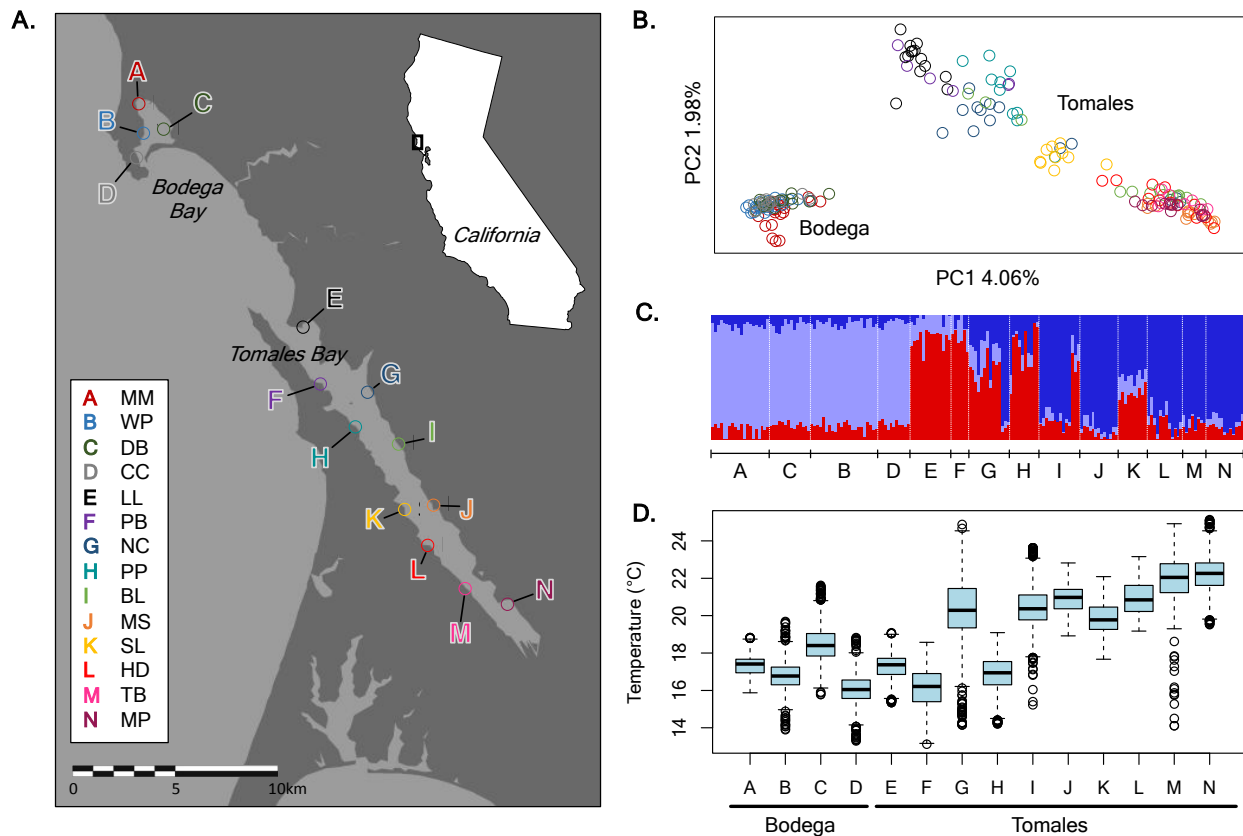 A.
A
B
C
D
Bodega
Bay
California
E
Tomales Bay
F
G
H
I
K
J
L
N
M
A MM
B WP
C DB
D CC
E LL
F PB
G NC
H PP
I BL
J MS
K SL
L HD
M TB
N MP
0 5 10km
B.
Tomales
Bodega
PC2 1.98%
PC1 4.06%
C.
A C B D E F G H I J K L M N
D.
Temperature (°C)
24
22
20
18
16
14
A B C D E F G H I J K L M N
Bodega Tomales